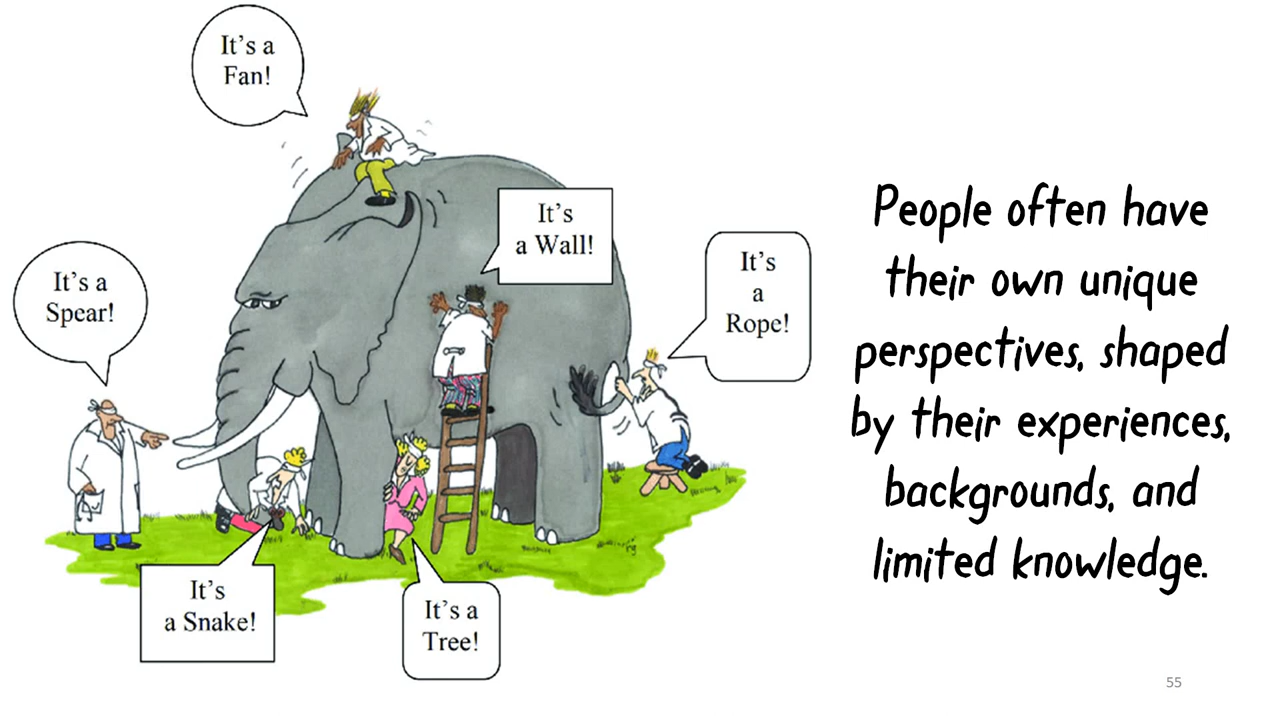 It's a
Fan!
It's
a Wall!
It's
a
Rope!
It's a
Spear!
It's
a Snake!
It's a
Tree!
People often have
their own unique
perspectives, shaped
by their experiences,
backgrounds, and
limited knowledge.
55